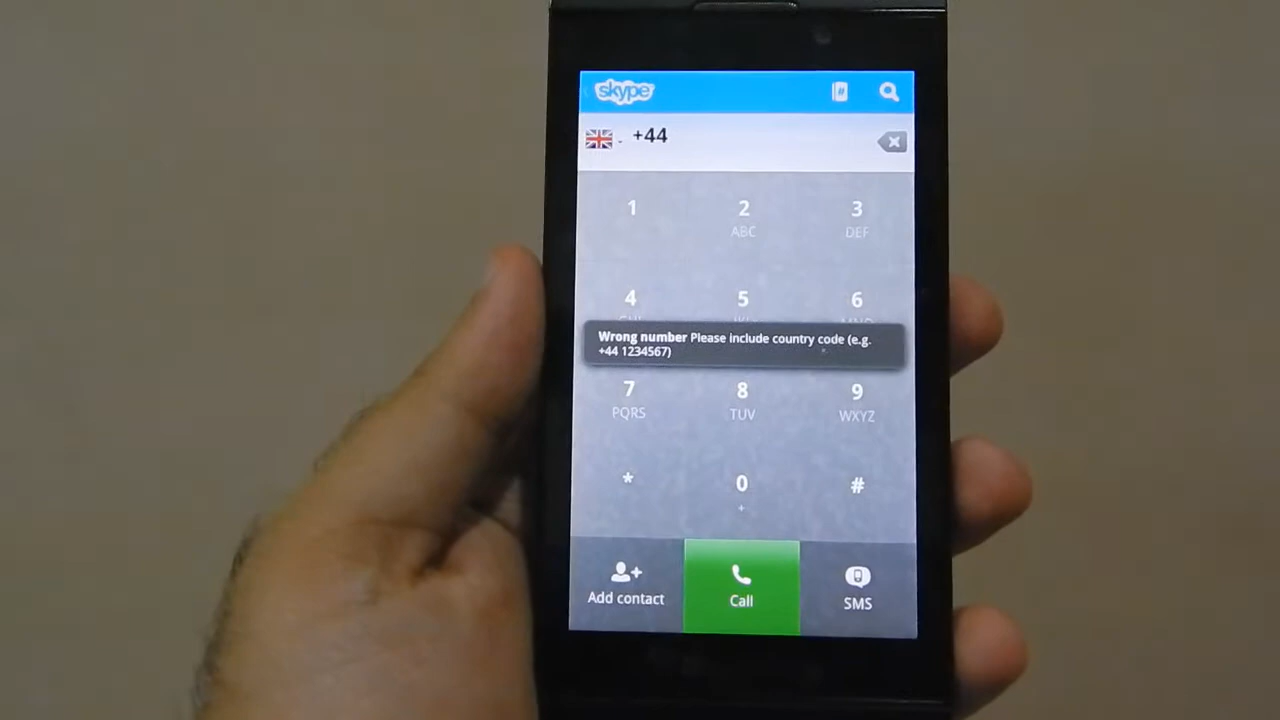 skype
+44
1 2 3
ABC DEF
4 5 6
Wrong number Please include country code (e.g.
+44 1234567)
7 8 9
PQRS TUV WXYZ
* 0 #
+
Add contact Call SMS